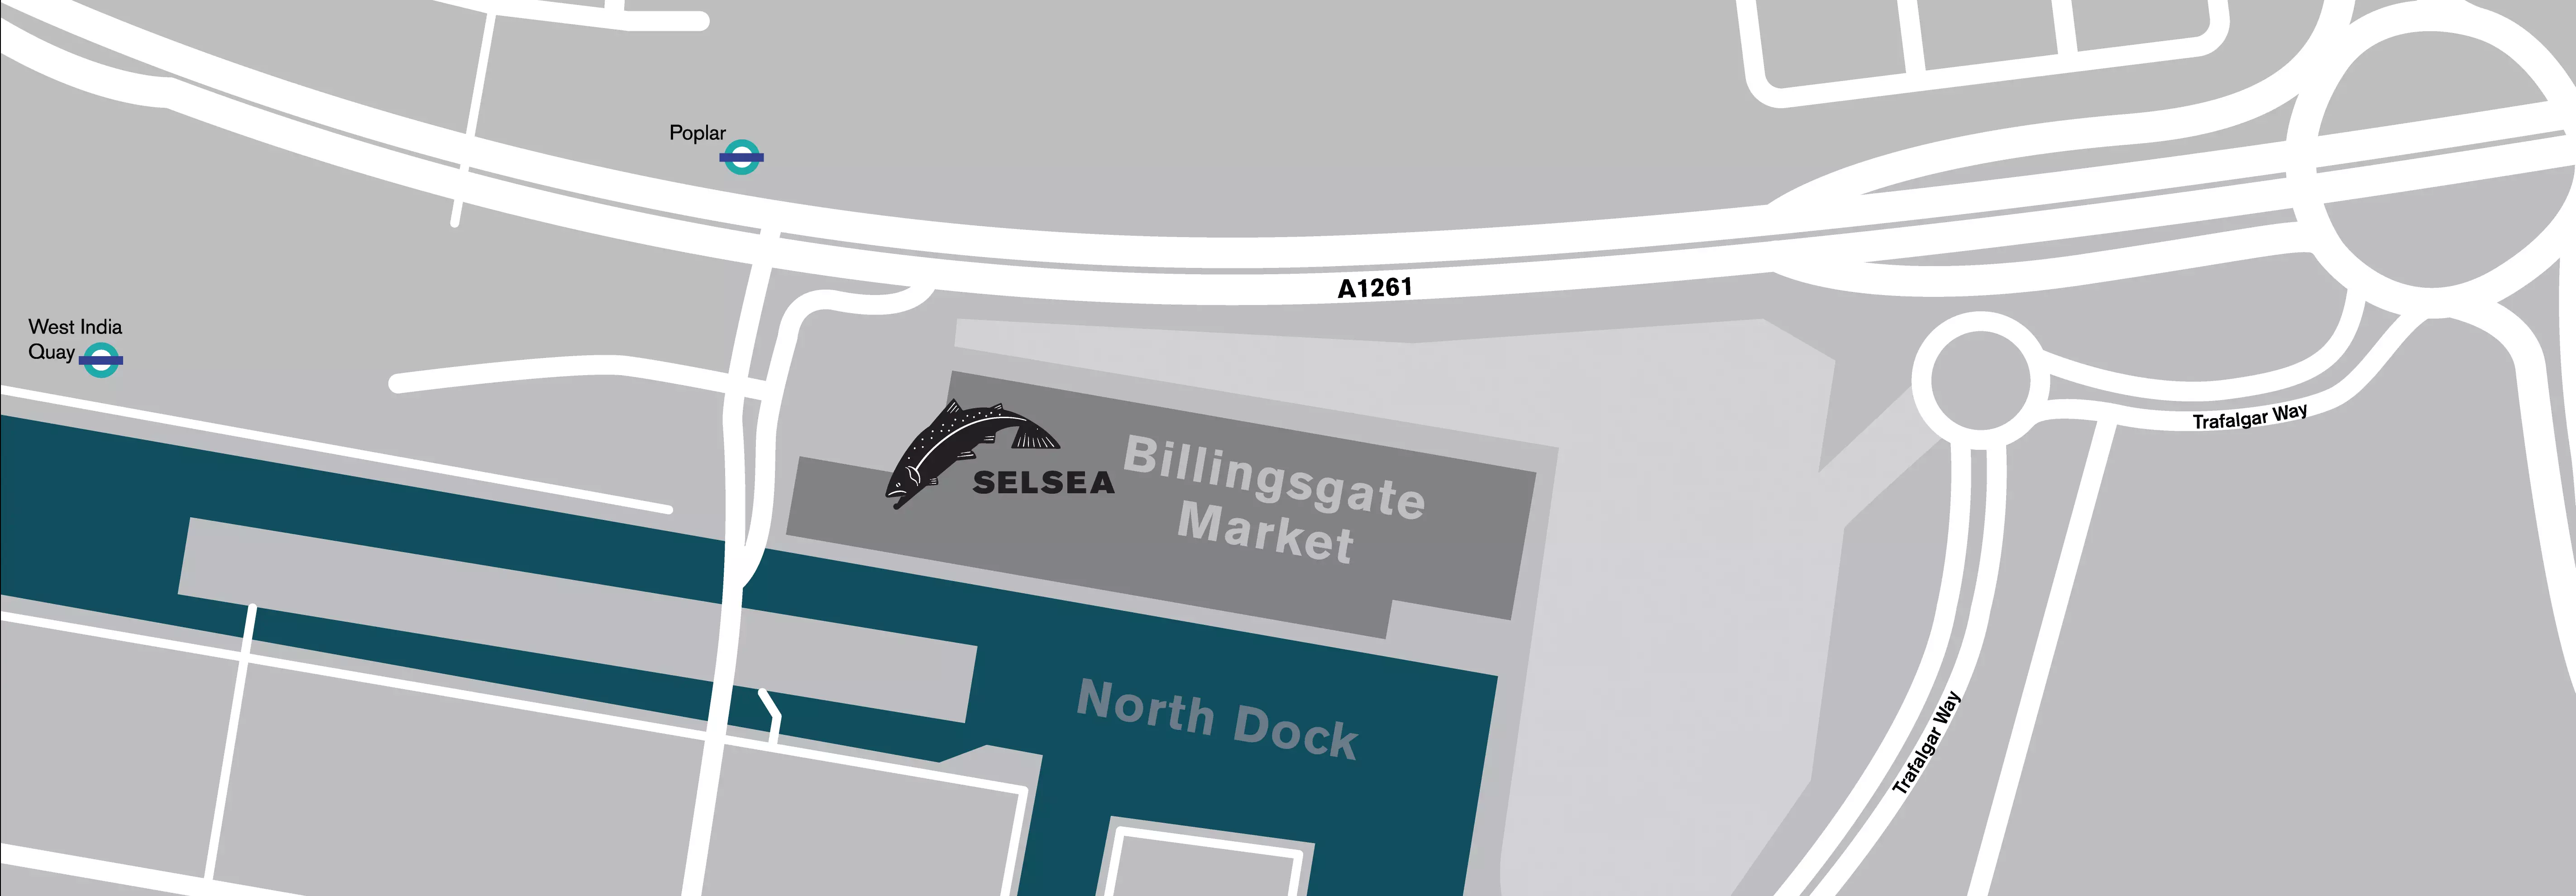 Poplar
A1261
West India
Quay
Trafalgar Way
Billingsgate
Market
SELSEA
North Dock
Trafalgar Way